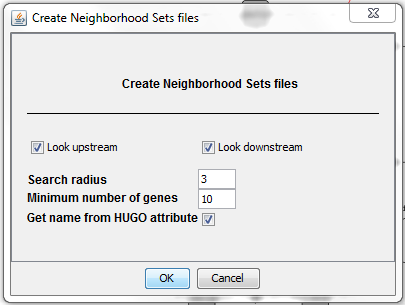 Create Neighborhood Sets files
Create Neighborhood Sets files
Look upstream Look downstream
Search radius 3
Minimum number of genes 10
Get name from HUGO attribute
OK Cancel